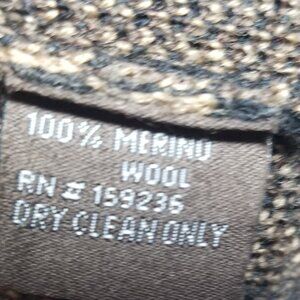 100% MERINO
WOOL
RN # 159236
DRY CLEAN ONLY